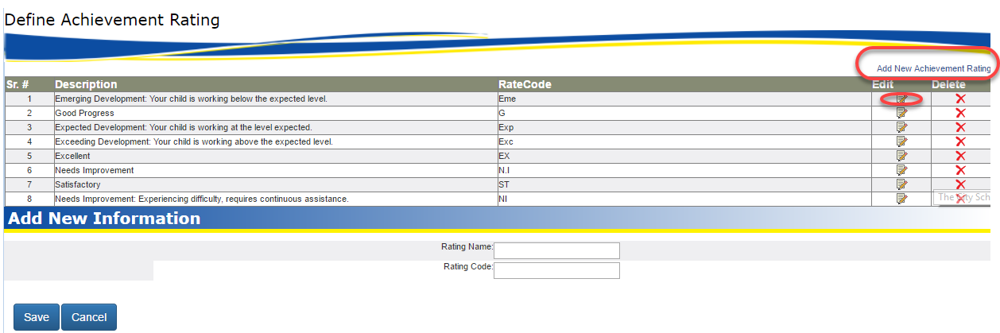 Define Achievement Rating
Add New Achievement Rating
Sr. # Description RateCode Edit Delete
1 Emerging Development: Your child is working below the expected level. Eme
2 Good Progress G
3 Expected Development: Your child is working at the level expected. Exp
4 Exceeding Development: Your child is working above the expected level. Exc
5 Excellent EX
6 Needs Improvement N.I
7 Satisfactory ST
8 Needs Improvement: Experiencing difficulty, requires continuous assistance. NI
The City Sch
Add New Information
Rating Name:
Rating Code:
Save Cancel